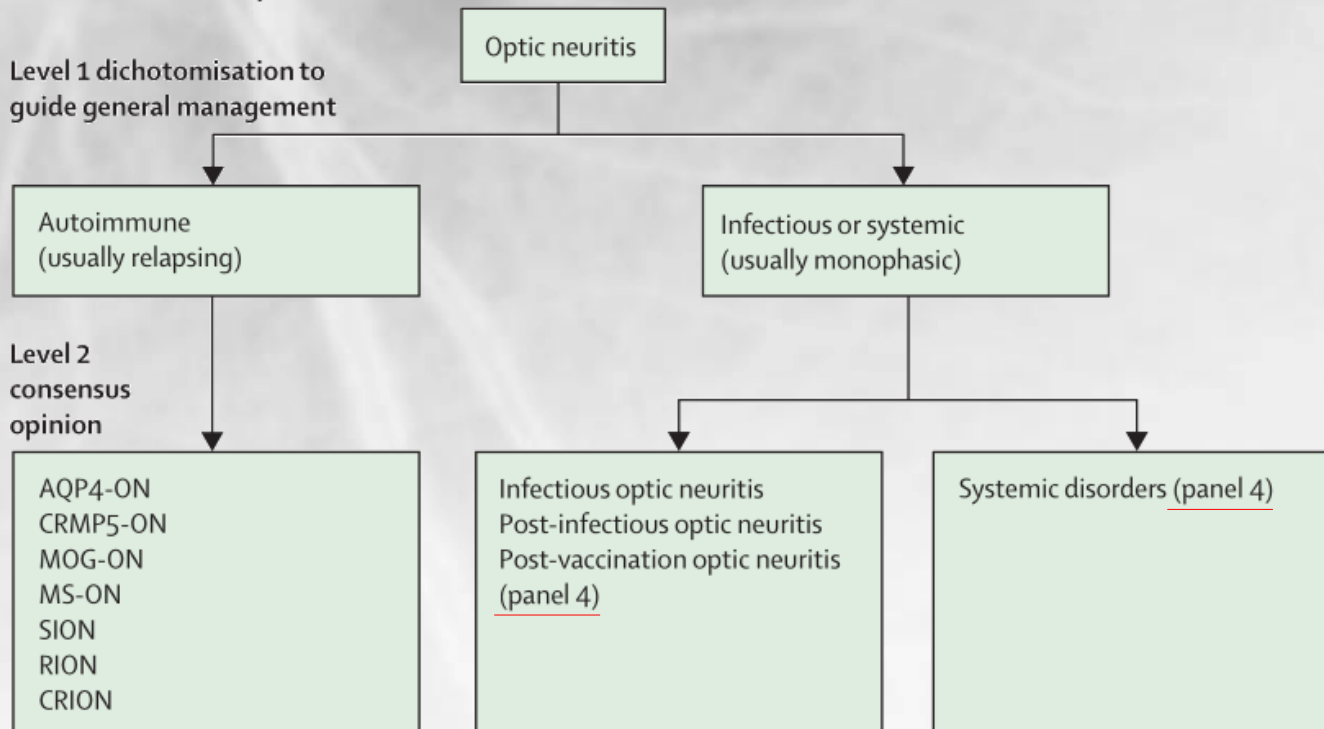 Optic neuritis
Level 1 dichotomisation to
guide general management
Autoimmune
(usually relapsing)
Infectious or systemic
(usually monophasic)
Level 2
consensus
opinion
AQP4-ON
CRMP5-ON
MOG-ON
MS-ON
SION
RION
CRION
Infectious optic neuritis
Post-infectious optic neuritis
Post-vaccination optic neuritis
(panel 4)
Systemic disorders (panel 4)